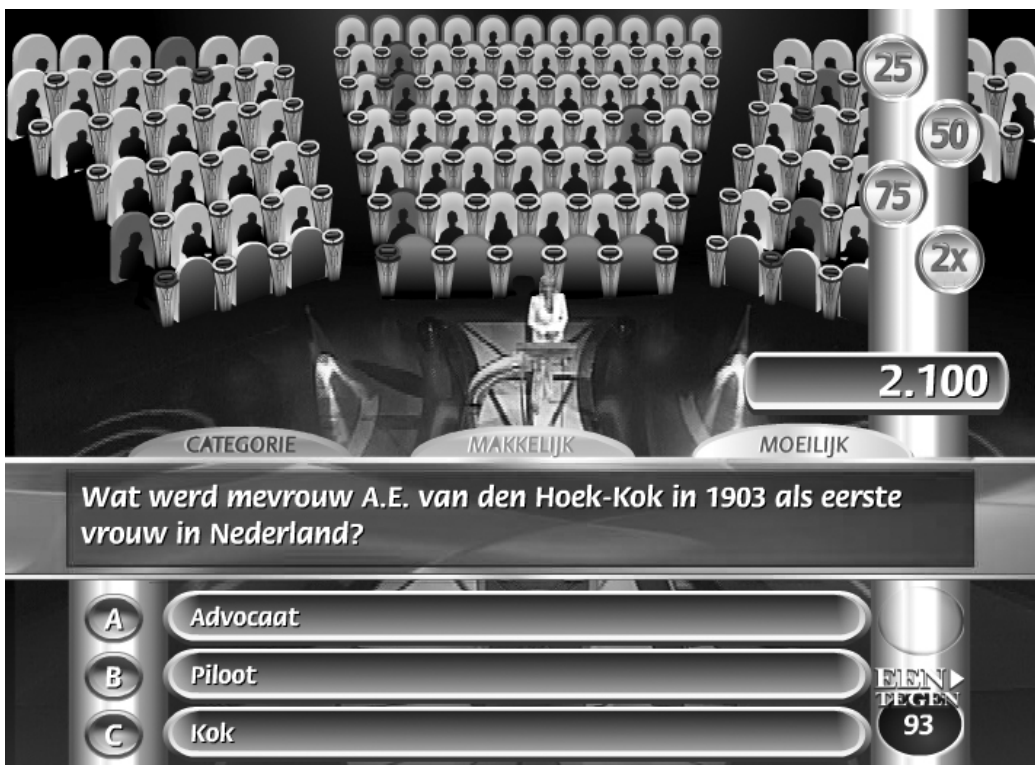 25
50
75
2x
2.100
CATEGORIE
MAKKELIJK
MOEILIJK
Wat werd mevrouw A.E. van den Hoek-Kok in 1903 als eerste
vrouw in Nederland?
A Advocaat
B Piloot
C Kok
EEN
TEGEN
93